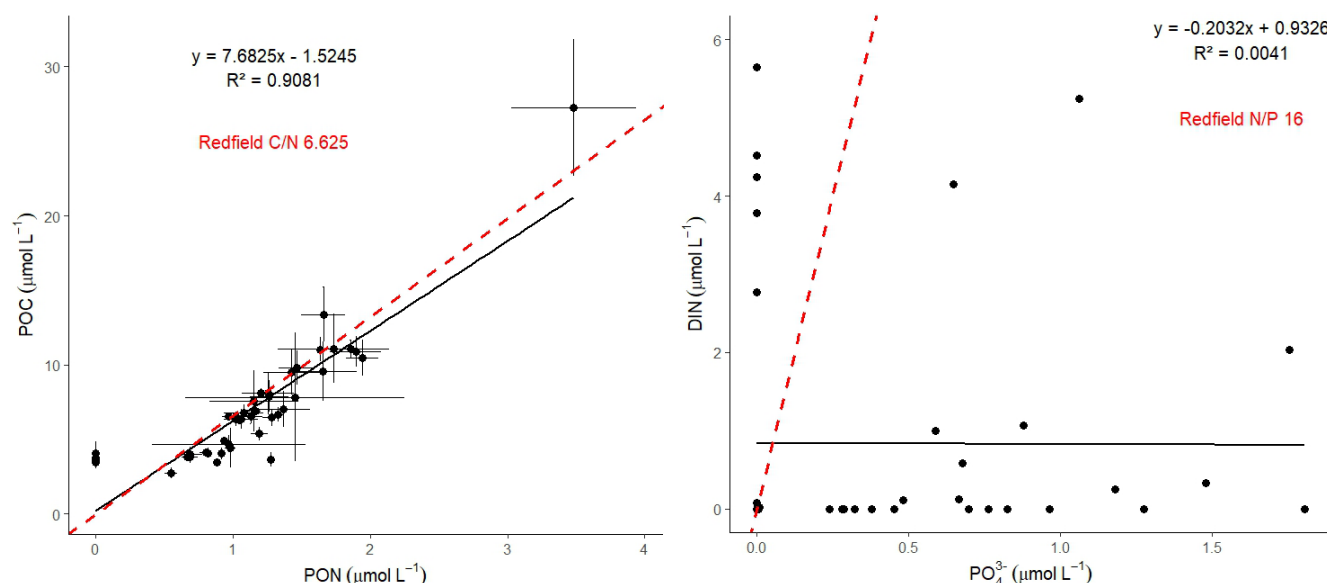 y = 7.6825x - 1.5245
R² = 0.9081
Redfield C/N 6.625
30
20
10
0
POC (μmol L⁻¹)
0 1 2 3 4
PON (μmol L⁻¹)
y = -0.2032x + 0.9326
R² = 0.0041
Redfield N/P 16
6
4
2
0
DIN (μmol L⁻¹)
0.0 0.5 1.0 1.5
PO₄³⁻ (μmol L⁻¹)